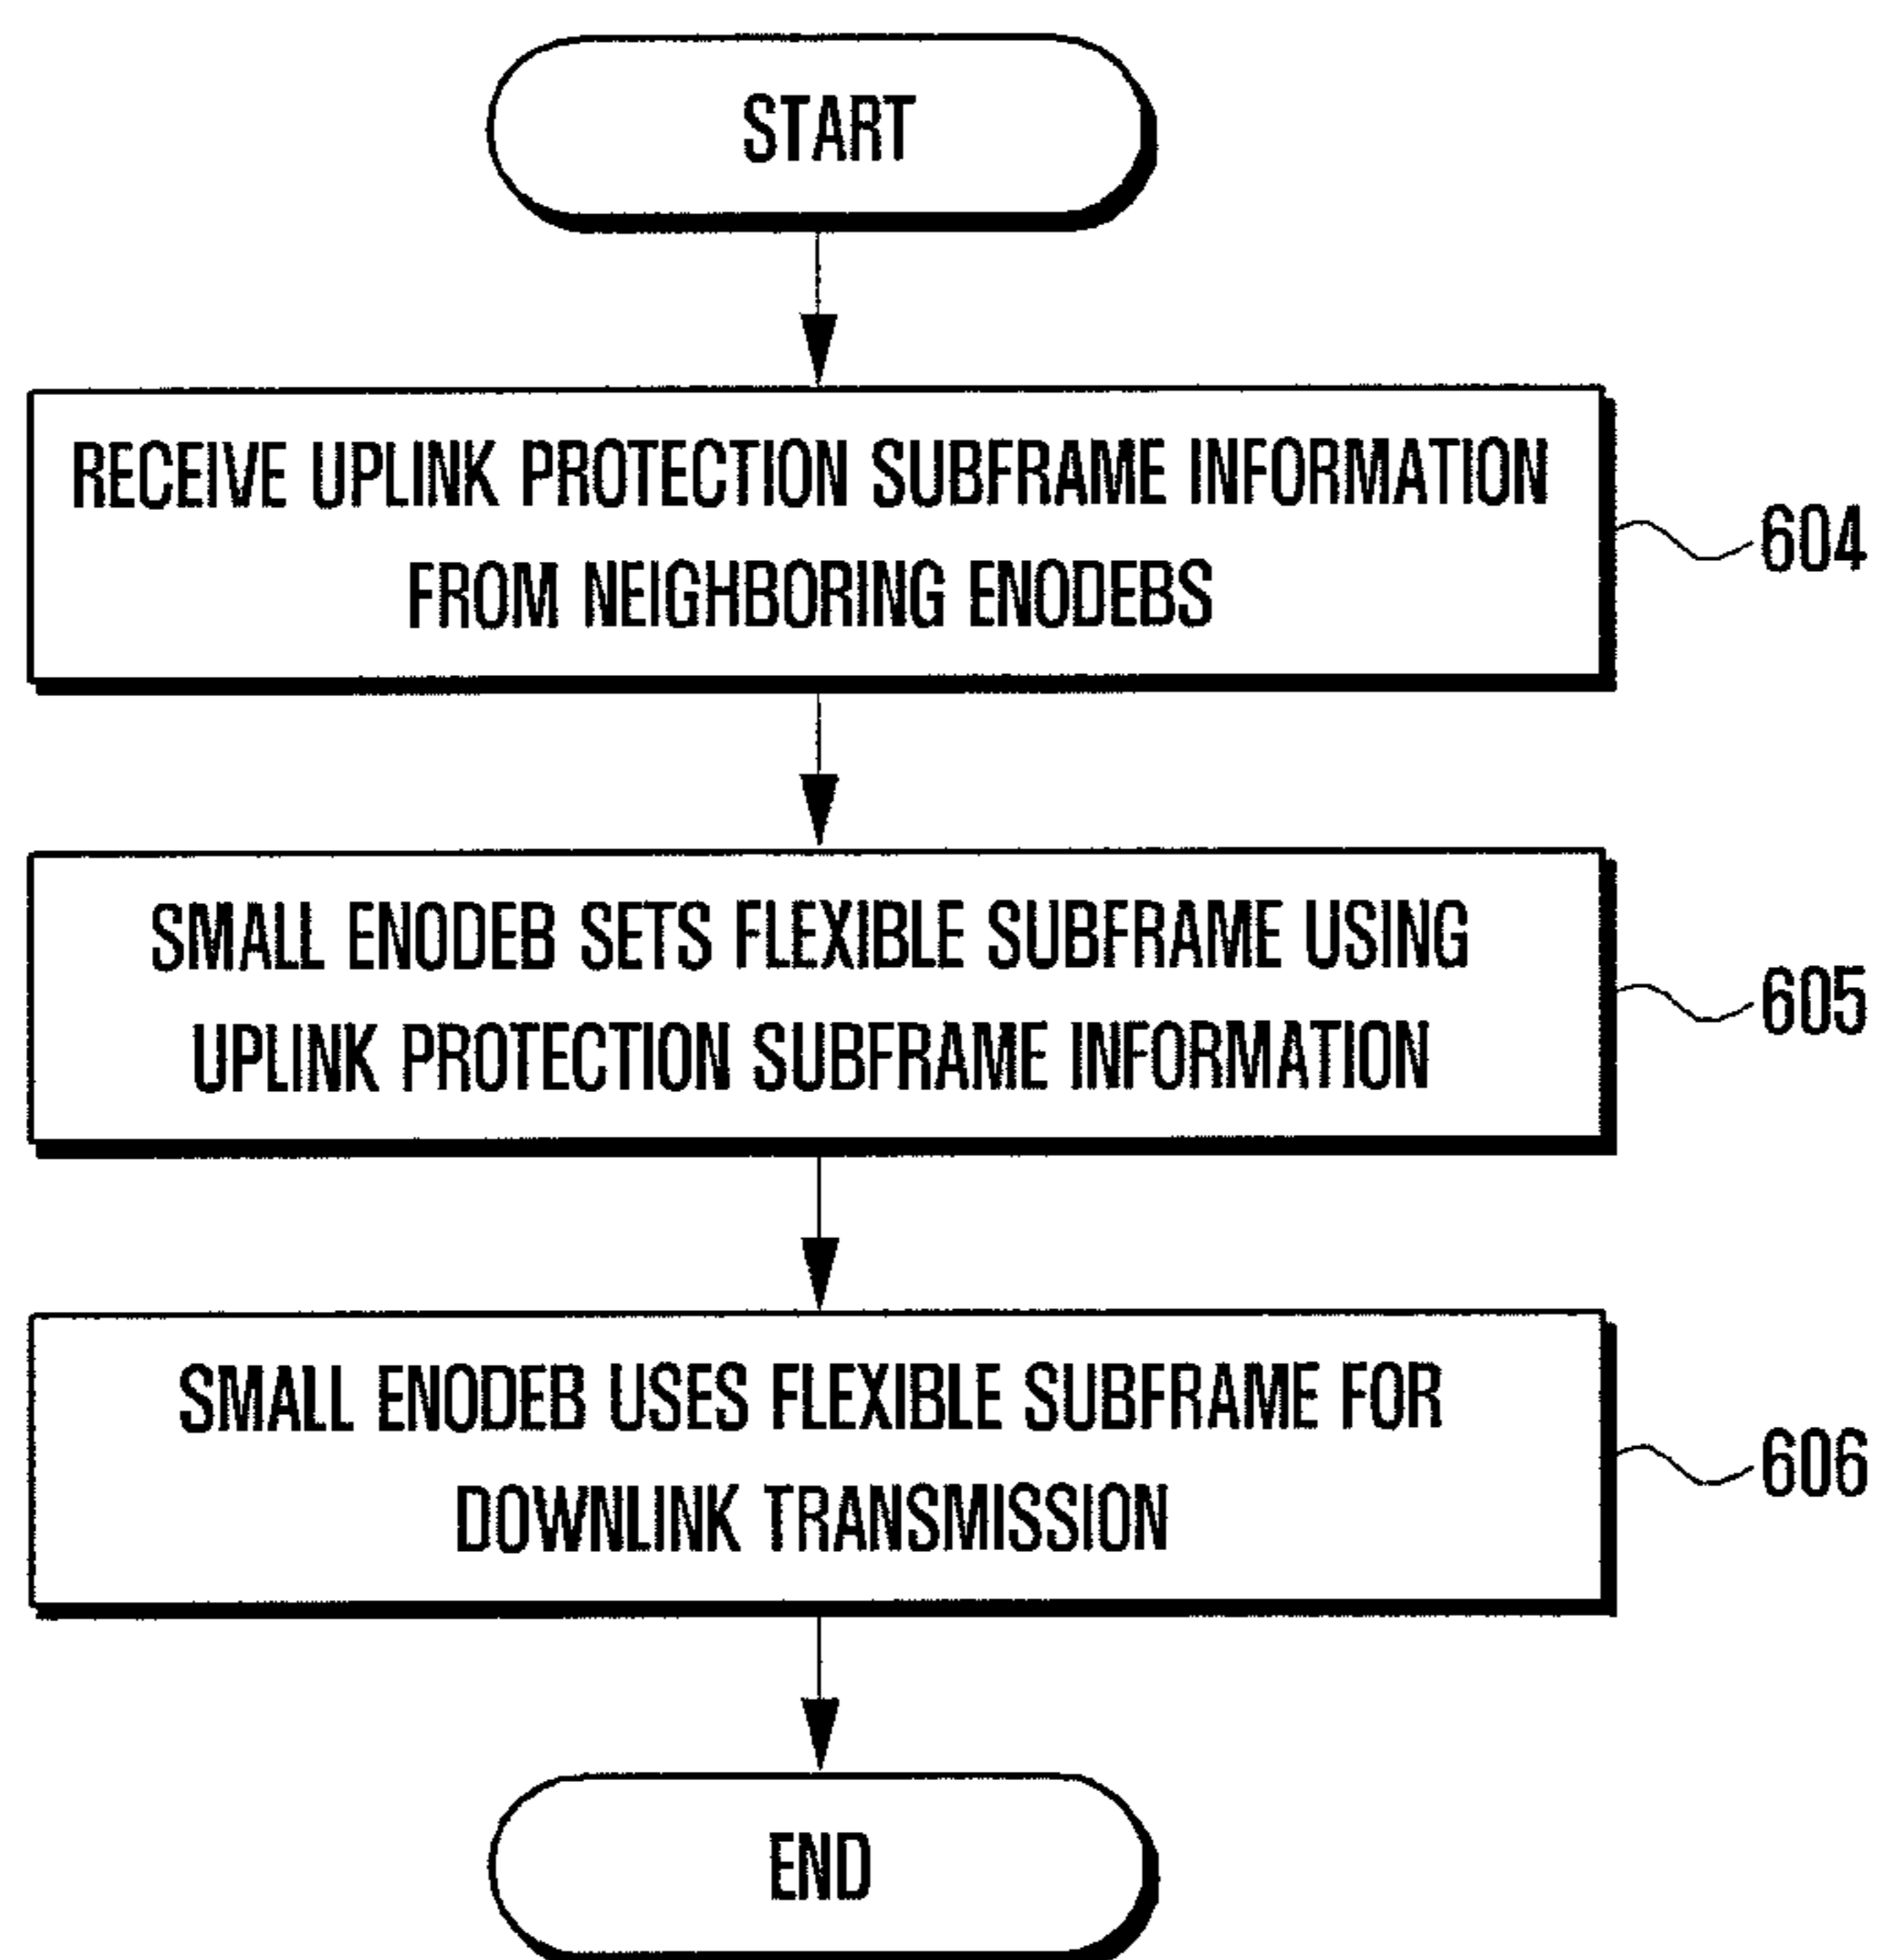 START
RECEIVE UPLINK PROTECTION SUBFRAME INFORMATION
FROM NEIGHBORING ENODEBS
604
SMALL ENODEB SETS FLEXIBLE SUBFRAME USING
UPLINK PROTECTION SUBFRAME INFORMATION
605
SMALL ENODEB USES FLEXIBLE SUBFRAME FOR
DOWNLINK TRANSMISSION
606
END